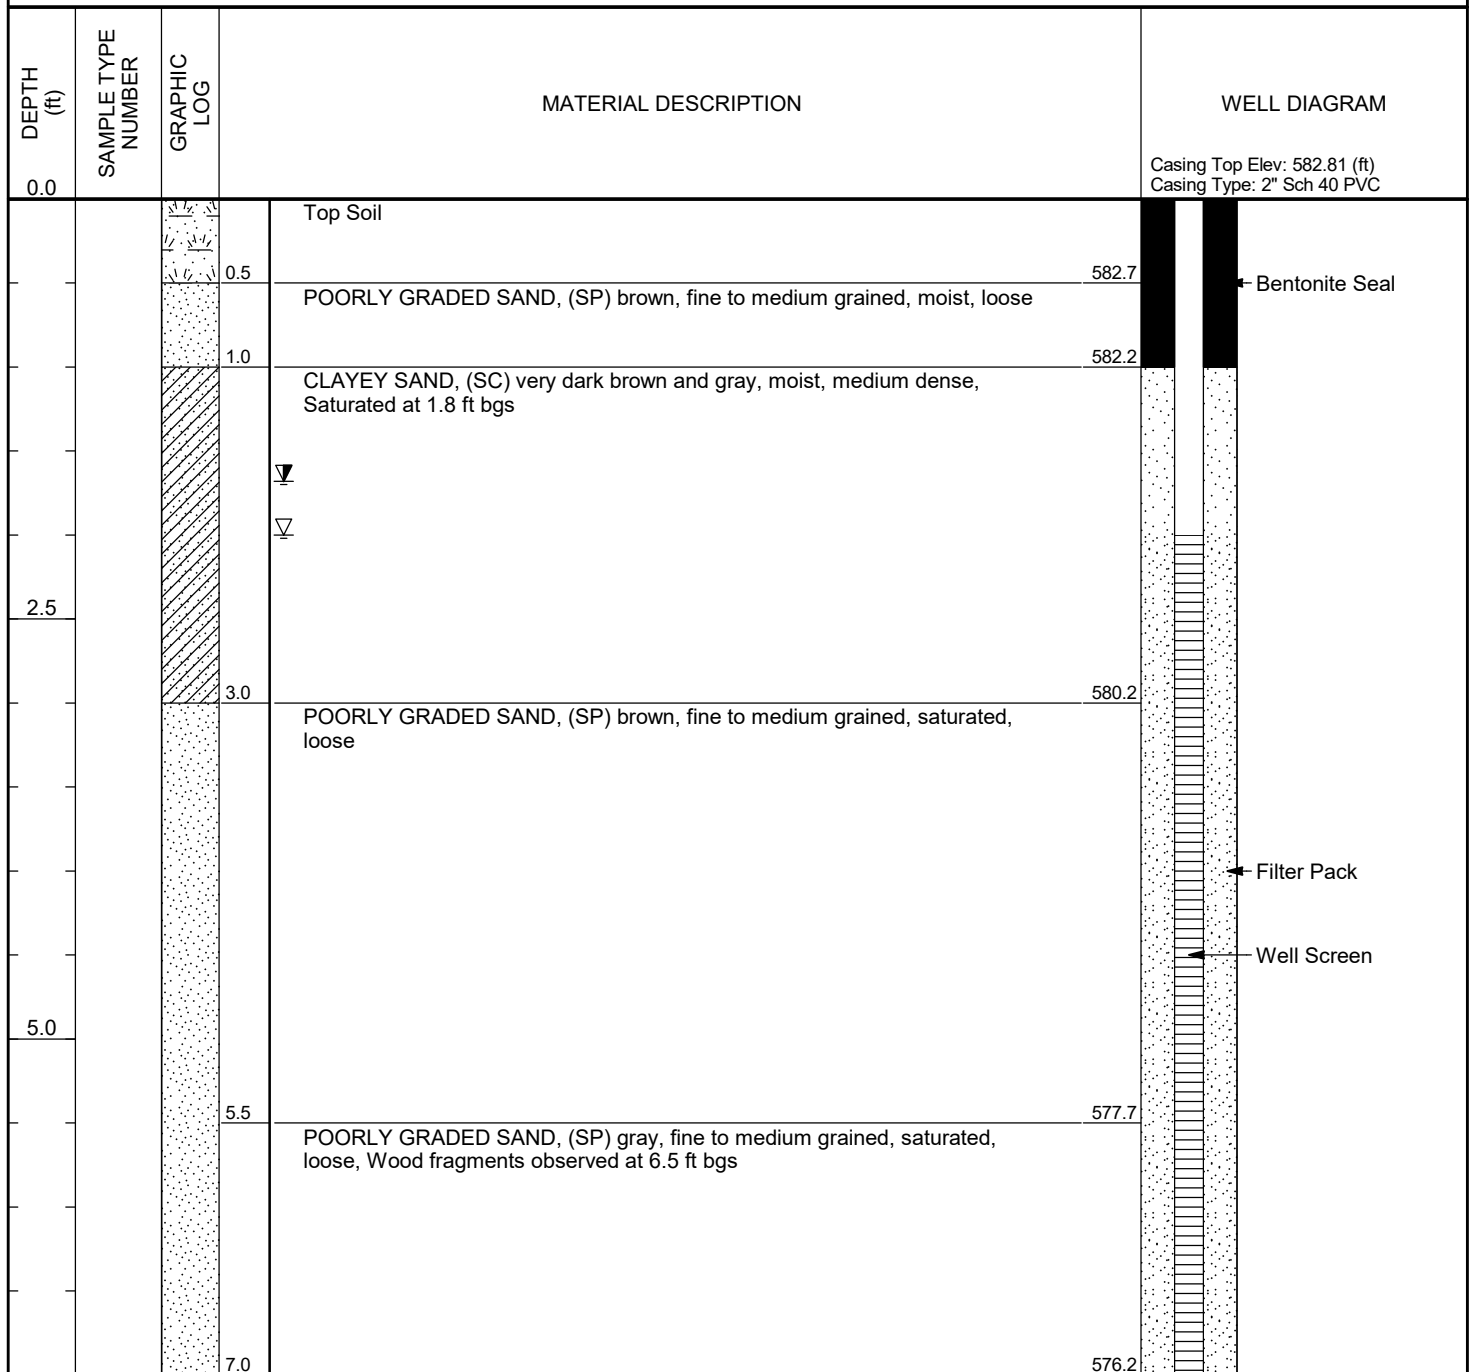 DEPTH
(ft)
SAMPLE TYPE
NUMBER
GRAPHIC
LOG
MATERIAL DESCRIPTION
WELL DIAGRAM
Casing Top Elev: 582.81 (ft)
Casing Type: 2" Sch 40 PVC
0.0
Top Soil
0.5
582.7
Bentonite Seal
POORLY GRADED SAND, (SP) brown, fine to medium grained, moist, loose
1.0
582.2
CLAYEY SAND, (SC) very dark brown and gray, moist, medium dense,
Saturated at 1.8 ft bgs
2.5
3.0
580.2
POORLY GRADED SAND, (SP) brown, fine to medium grained, saturated,
loose
Filter Pack
Well Screen
5.0
5.5
577.7
POORLY GRADED SAND, (SP) gray, fine to medium grained, saturated,
loose, Wood fragments observed at 6.5 ft bgs
7.0
576.2